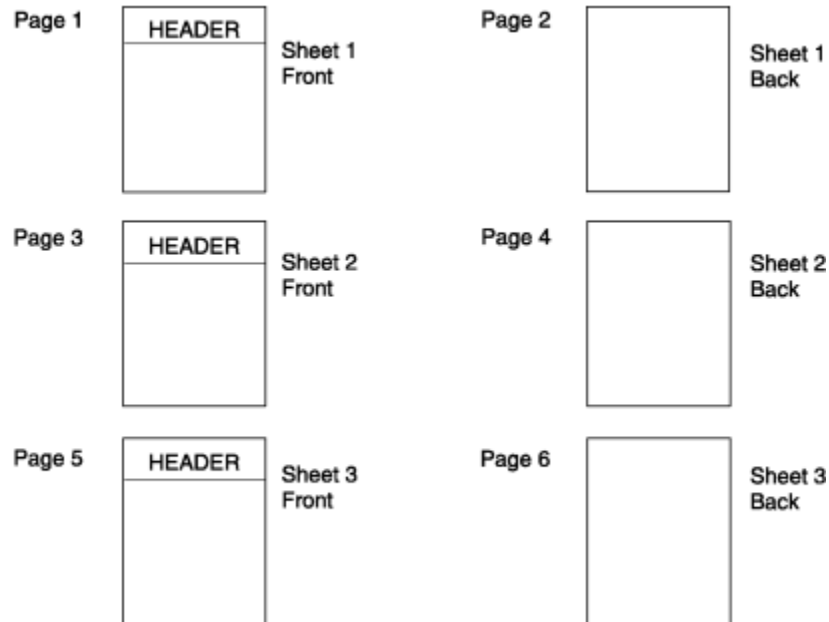 Page 1
HEADER
Sheet 1
Front
Page 2
Sheet 1
Back
Page 3
HEADER
Sheet 2
Front
Page 4
Sheet 2
Back
Page 5
HEADER
Sheet 3
Front
Page 6
Sheet 3
Back